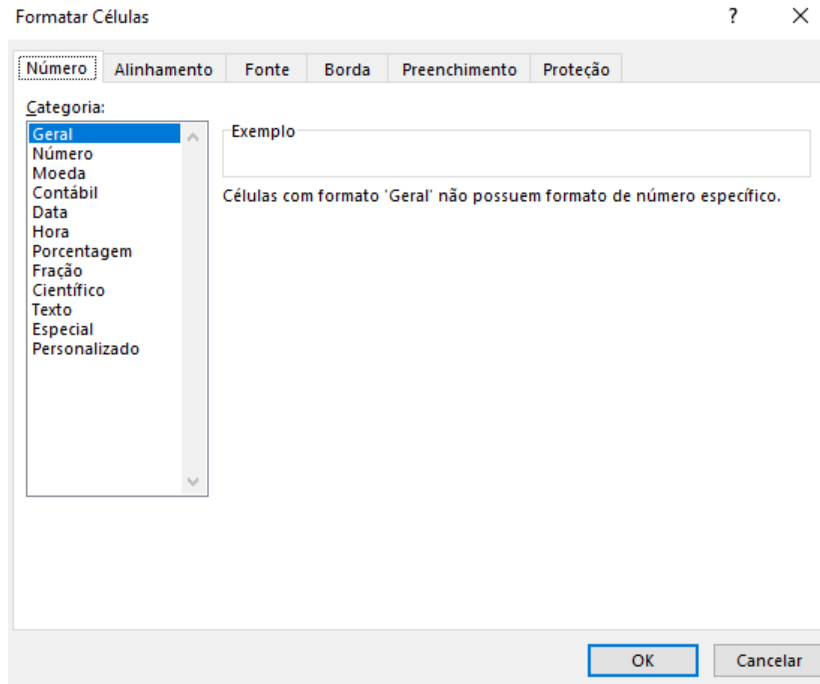 Formatar Células
?
Número Alinhamento Fonte Borda Preenchimento Proteção
Categoria:
Geral
Número
Moeda
Contábil
Data
Hora
Porcentagem
Fração
Científico
Texto
Especial
Personalizado
Exemplo
Células com formato 'Geral' não possuem formato de número específico.
OK Cancelar